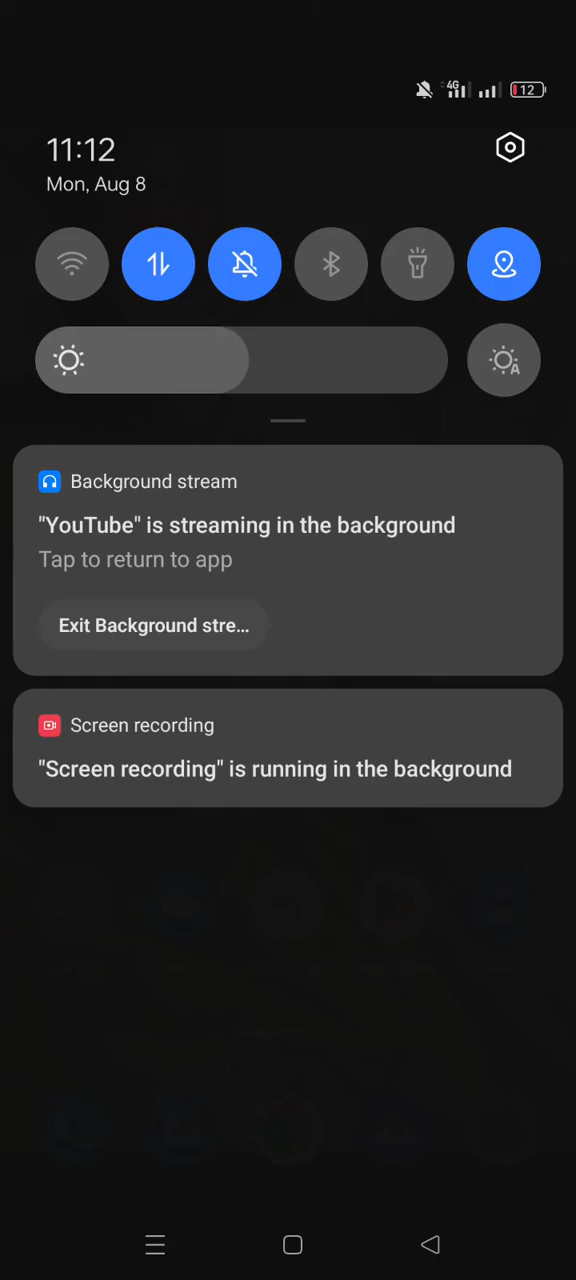 4G 12
11:12
Mon, Aug 8
A
Background stream
"YouTube" is streaming in the background
Tap to return to app
Exit Background stre...
Screen recording
"Screen recording" is running in the background